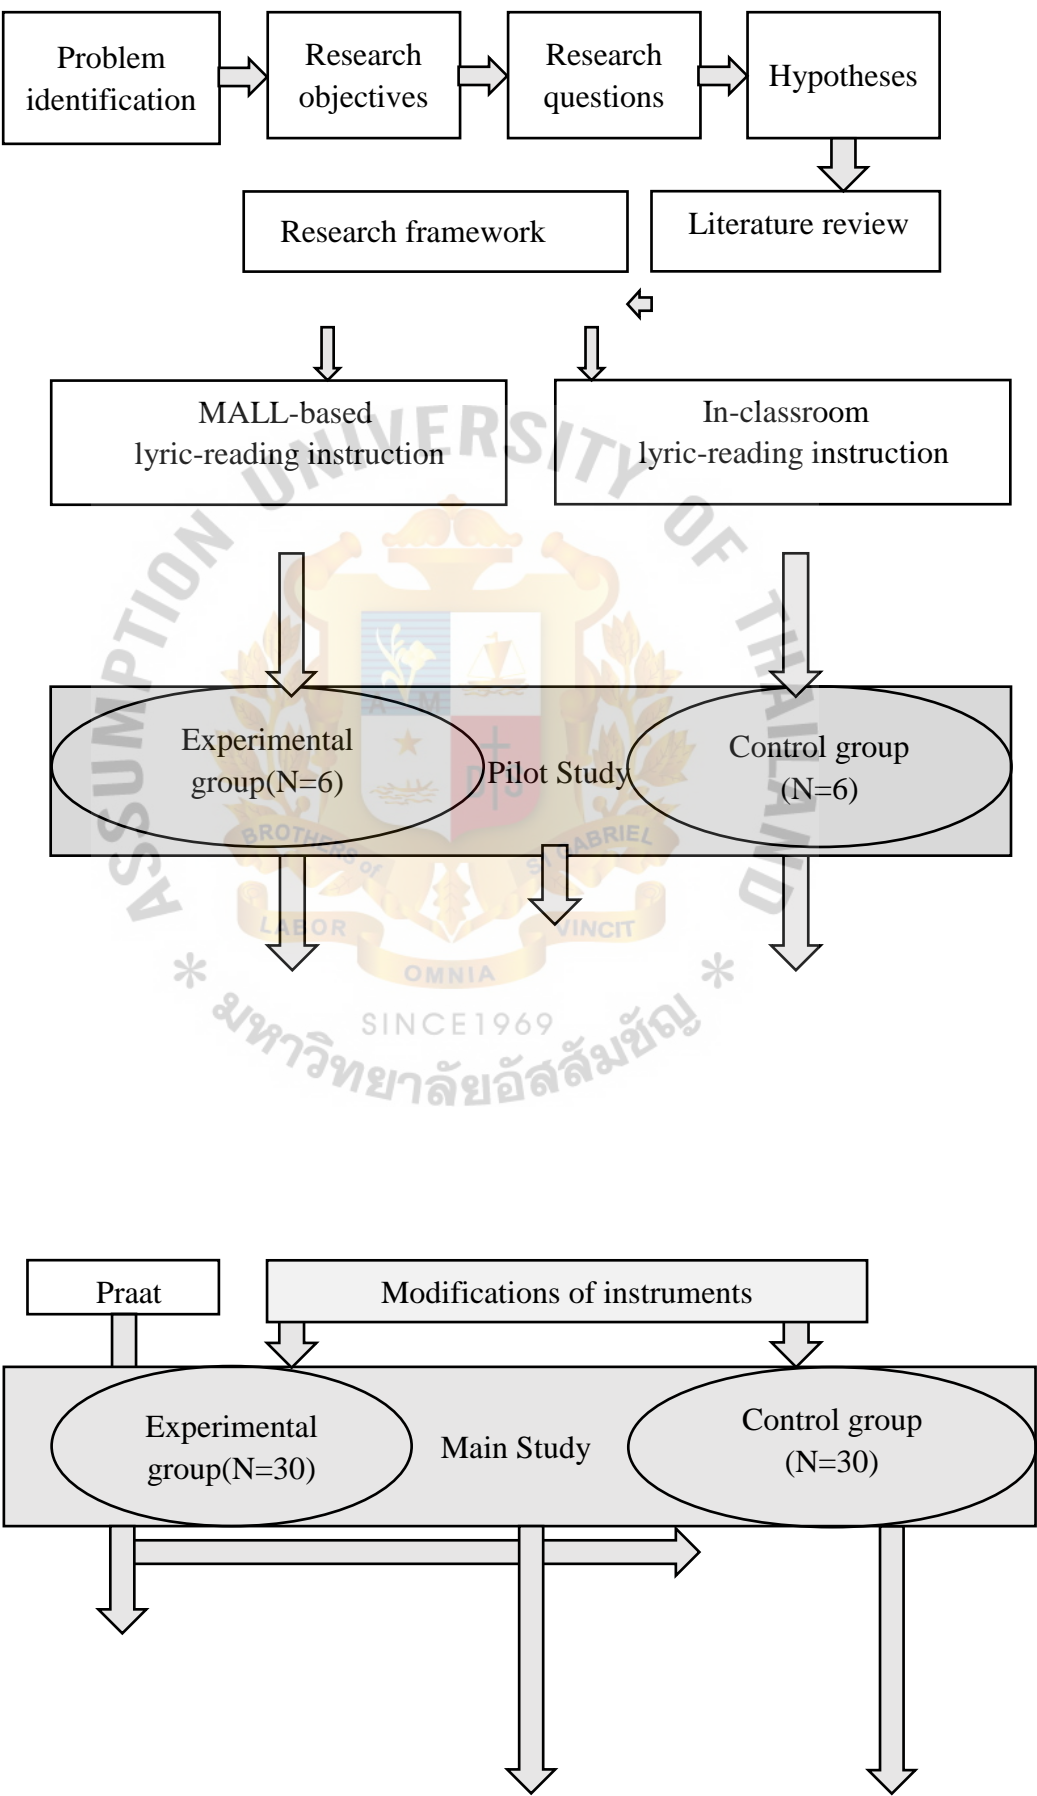 Problem
identification
Research
objectives
Research
questions
Hypotheses
Research framework
Literature review
MALL-based
lyric-reading instruction
In-classroom
lyric-reading instruction
ASSUMPTION UNIVERSITY OF THAILAND
Experimental
group(N=6)
Pilot Study
Control group
(N=6)
A M
D S
BROTHERS of
ST GABRIEL
LABOR
OMNIA
VINCIT
SINCE1969
มหาวิทยาลัยอัสสัมชัญ
Praat
Modifications of instruments
Experimental
group(N=30)
Main Study
Control group
(N=30)